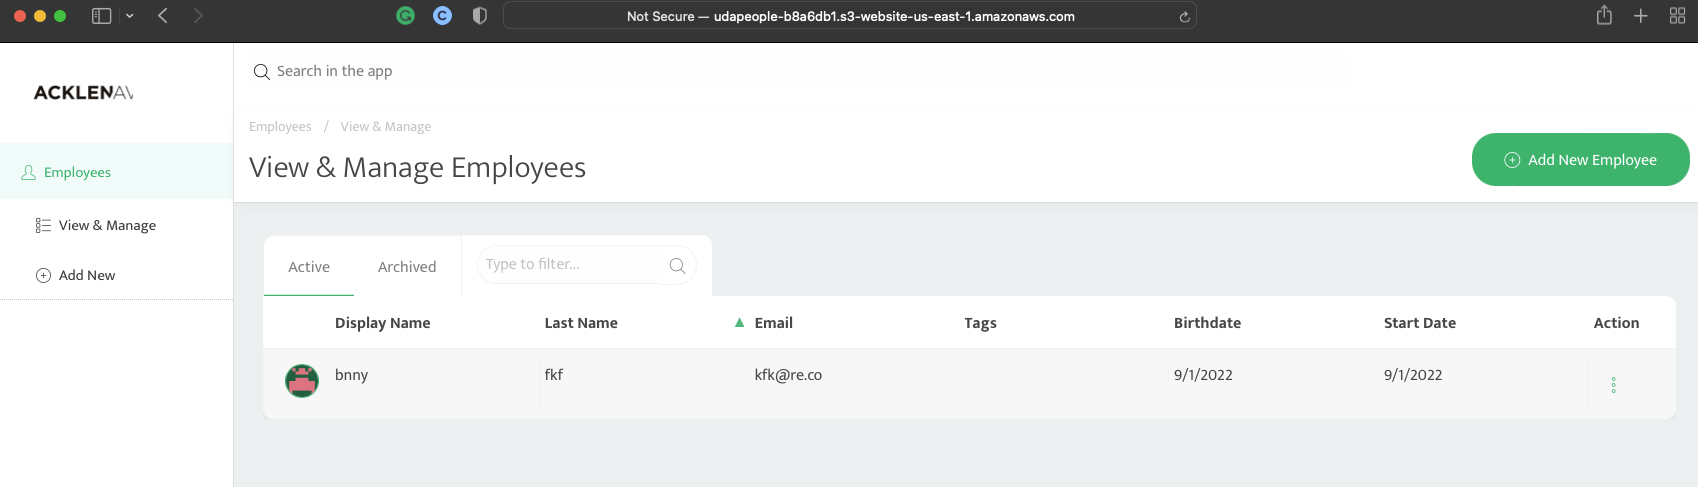 Not Secure — udapeople-b8a6db1.s3-website-us-east-1.amazonaws.com
ACKLENAV
Search in the app
Employees / View & Manage
View & Manage Employees
Add New Employee
Employees
View & Manage
Add New
Active Archived Type to filter...
Display Name Last Name Email Tags Birthdate Start Date Action
bnny fkf kfk@re.co 9/1/2022 9/1/2022